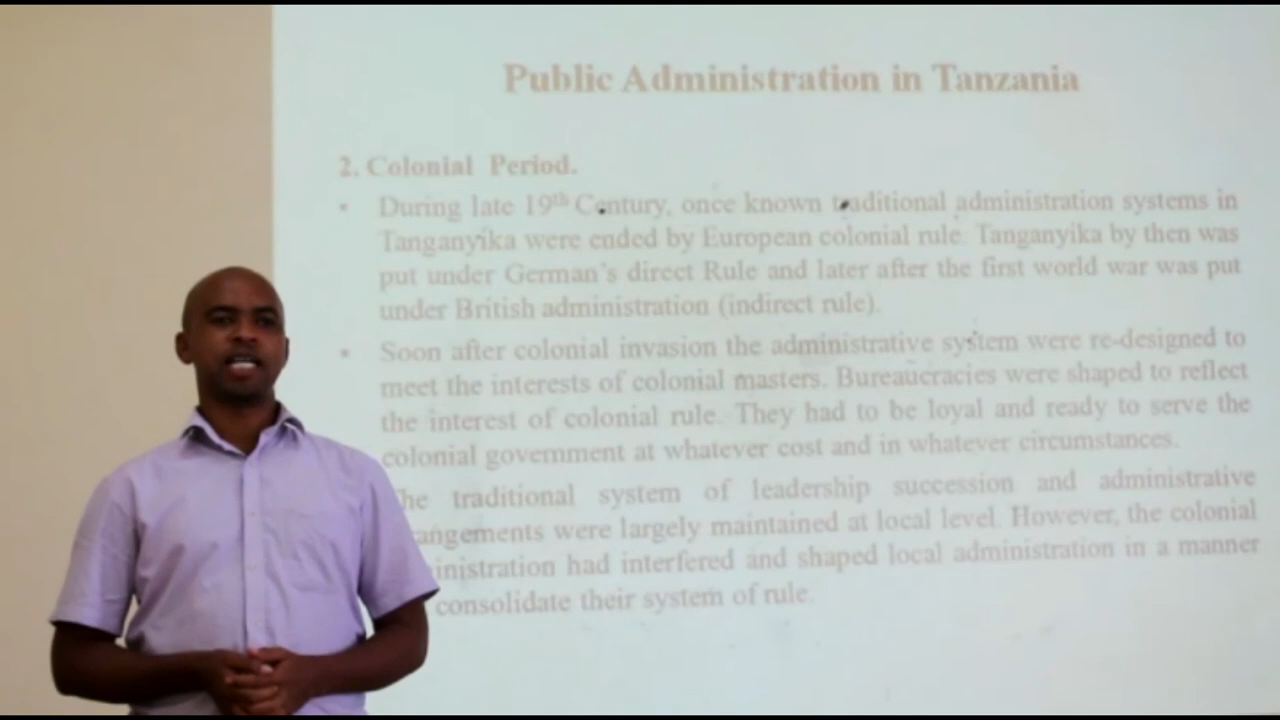 Public Administration in Tanzania
2. Colonial Period.
• During late 19th Century, once known traditional administration systems in
Tanganyika were ended by European colonial rule. Tanganyika by then was
put under German's direct Rule and later after the first world war was put
under British administration (indirect rule).
• Soon after colonial invasion the administrative system were re-designed to
meet the interests of colonial masters. Bureaucracies were shaped to reflect
the interest of colonial rule. They had to be loyal and ready to serve the
colonial government at whatever cost and in whatever circumstances.
The traditional system of leadership succession and administrative
angements were largely maintained at local level. However, the colonial
inistration had interfered and shaped local administration in a manner
consolidate their system of rule.